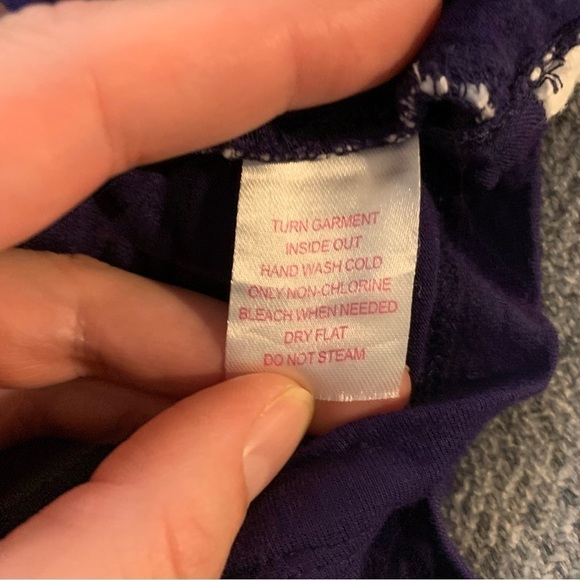 TURN GARMENT
INSIDE OUT
HAND WASH COLD
ONLY NON-CHLORINE
BLEACH WHEN NEEDED
DRY FLAT
DO NOT STEAM